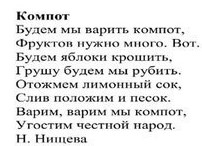 Компот
Будем мы варить компот,
Фруктов нужно много. Вот.
Будем яблоки крошить,
Грушу будем мы рубить.
Отожмем лимонный сок,
Слив положим и песок.
Варим, варим мы компот,
Угостим честной народ.
Н. Нищева